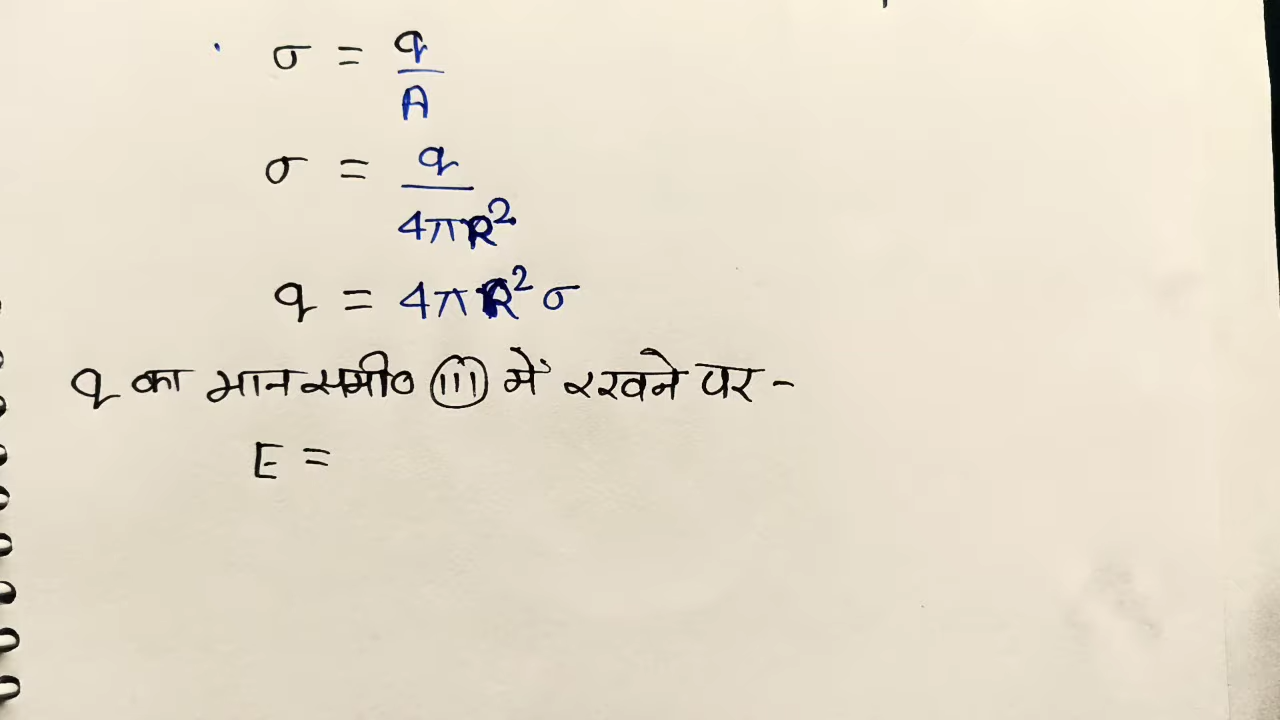 σ = q/A
σ = q/4πR²
q = 4πR²σ
q का मान समी० (iii) में रखने पर -
E =